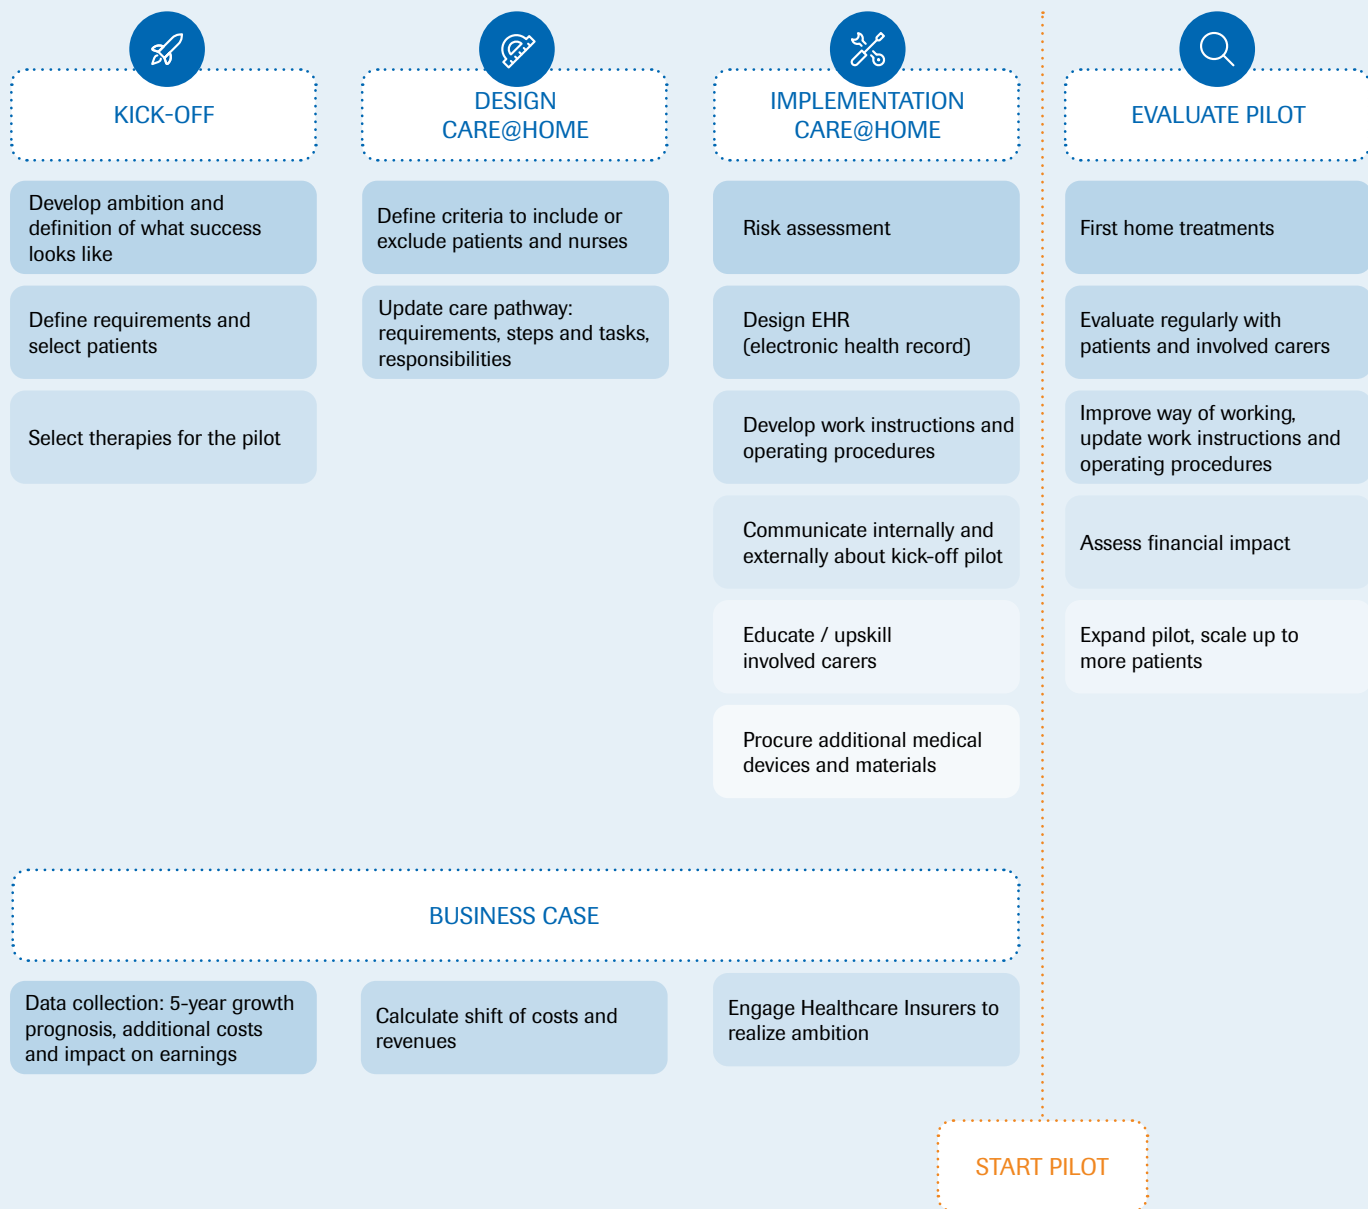 KICK-OFF
Develop ambition and
definition of what success
looks like
Define requirements and
select patients
Select therapies for the pilot
DESIGN
CARE@HOME
Define criteria to include or
exclude patients and nurses
Update care pathway:
requirements, steps and tasks,
responsibilities
IMPLEMENTATION
CARE@HOME
Risk assessment
Design EHR
(electronic health record)
Develop work instructions and
operating procedures
Communicate internally and
externally about kick-off pilot
Educate / upskill
involved carers
Procure additional medical
devices and materials
EVALUATE PILOT
First home treatments
Evaluate regularly with
patients and involved carers
Improve way of working,
update work instructions and
operating procedures
Assess financial impact
Expand pilot, scale up to
more patients
BUSINESS CASE
Data collection: 5-year growth
prognosis, additional costs
and impact on earnings
Calculate shift of costs and
revenues
Engage Healthcare Insurers to
realize ambition
START PILOT